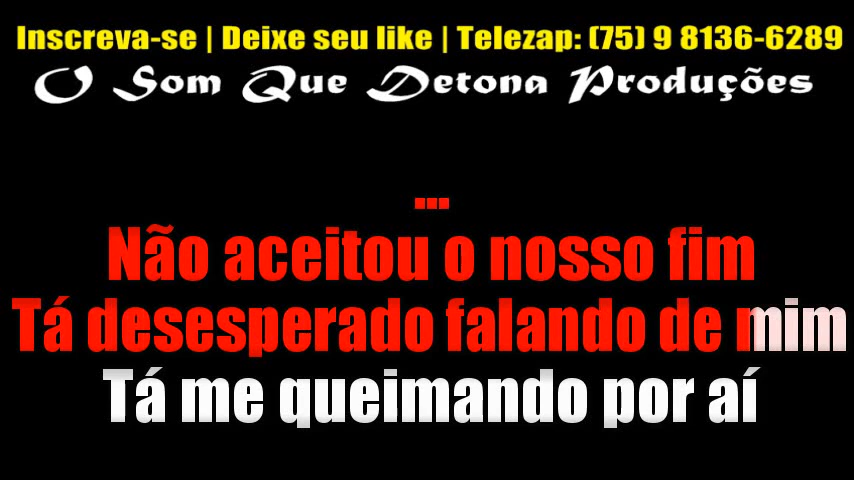 Inscreva-se | Deixe seu like | Telezap: (75) 9 8136-6289
O Som Que Detona Produções
...
Não aceitou o nosso fim
Tá desesperado falando de mim
Tá me queimando por aí